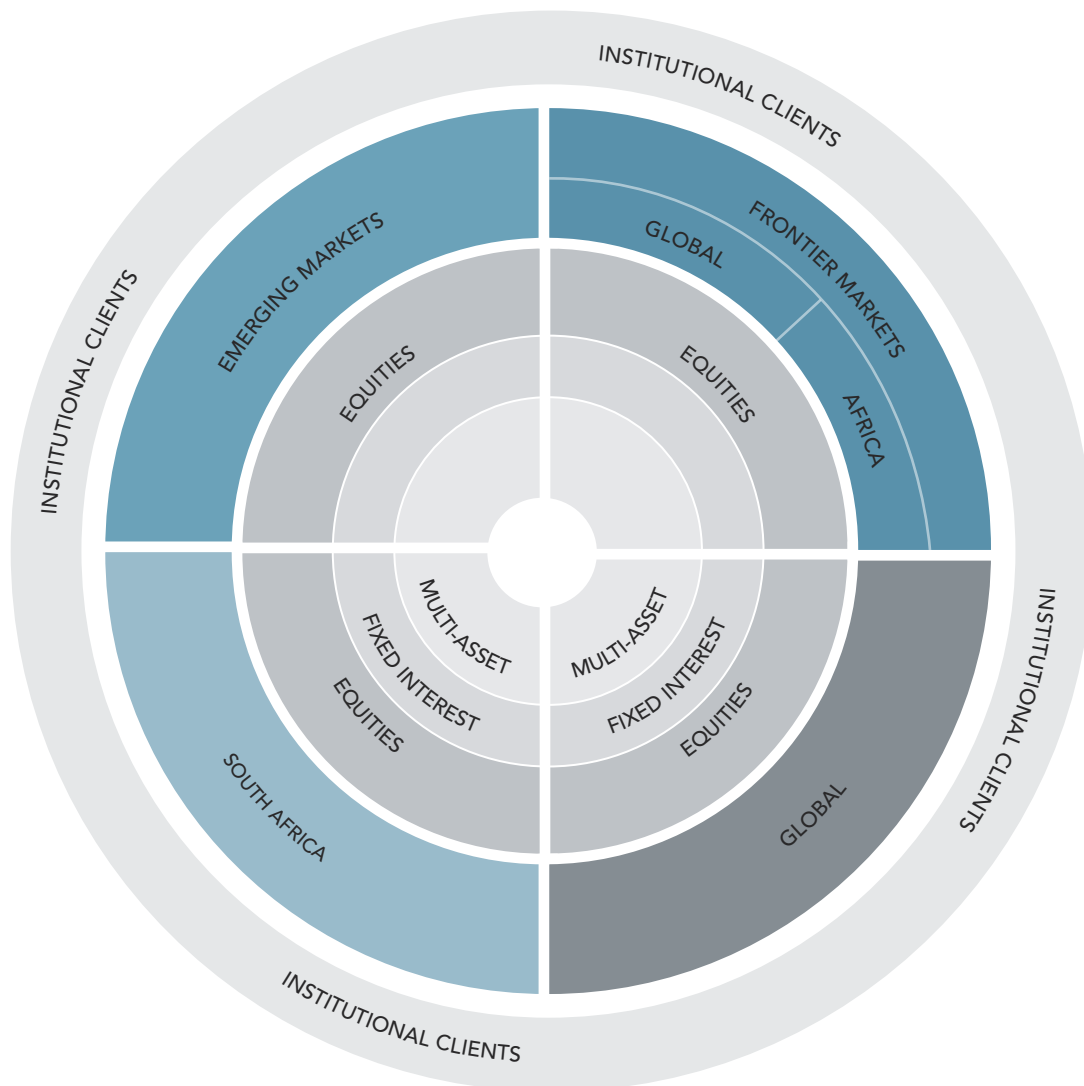 INSTITUTIONAL CLIENTS
FRONTIER MARKETS
GLOBAL
AFRICA
EQUITIES
EMERGING MARKETS
EQUITIES
INSTITUTIONAL CLIENTS
MULTI-ASSET
FIXED INTEREST
EQUITIES
SOUTH AFRICA
INSTITUTIONAL CLIENTS
MULTI-ASSET
FIXED INTEREST
EQUITIES
GLOBAL
INSTITUTIONAL CLIENTS